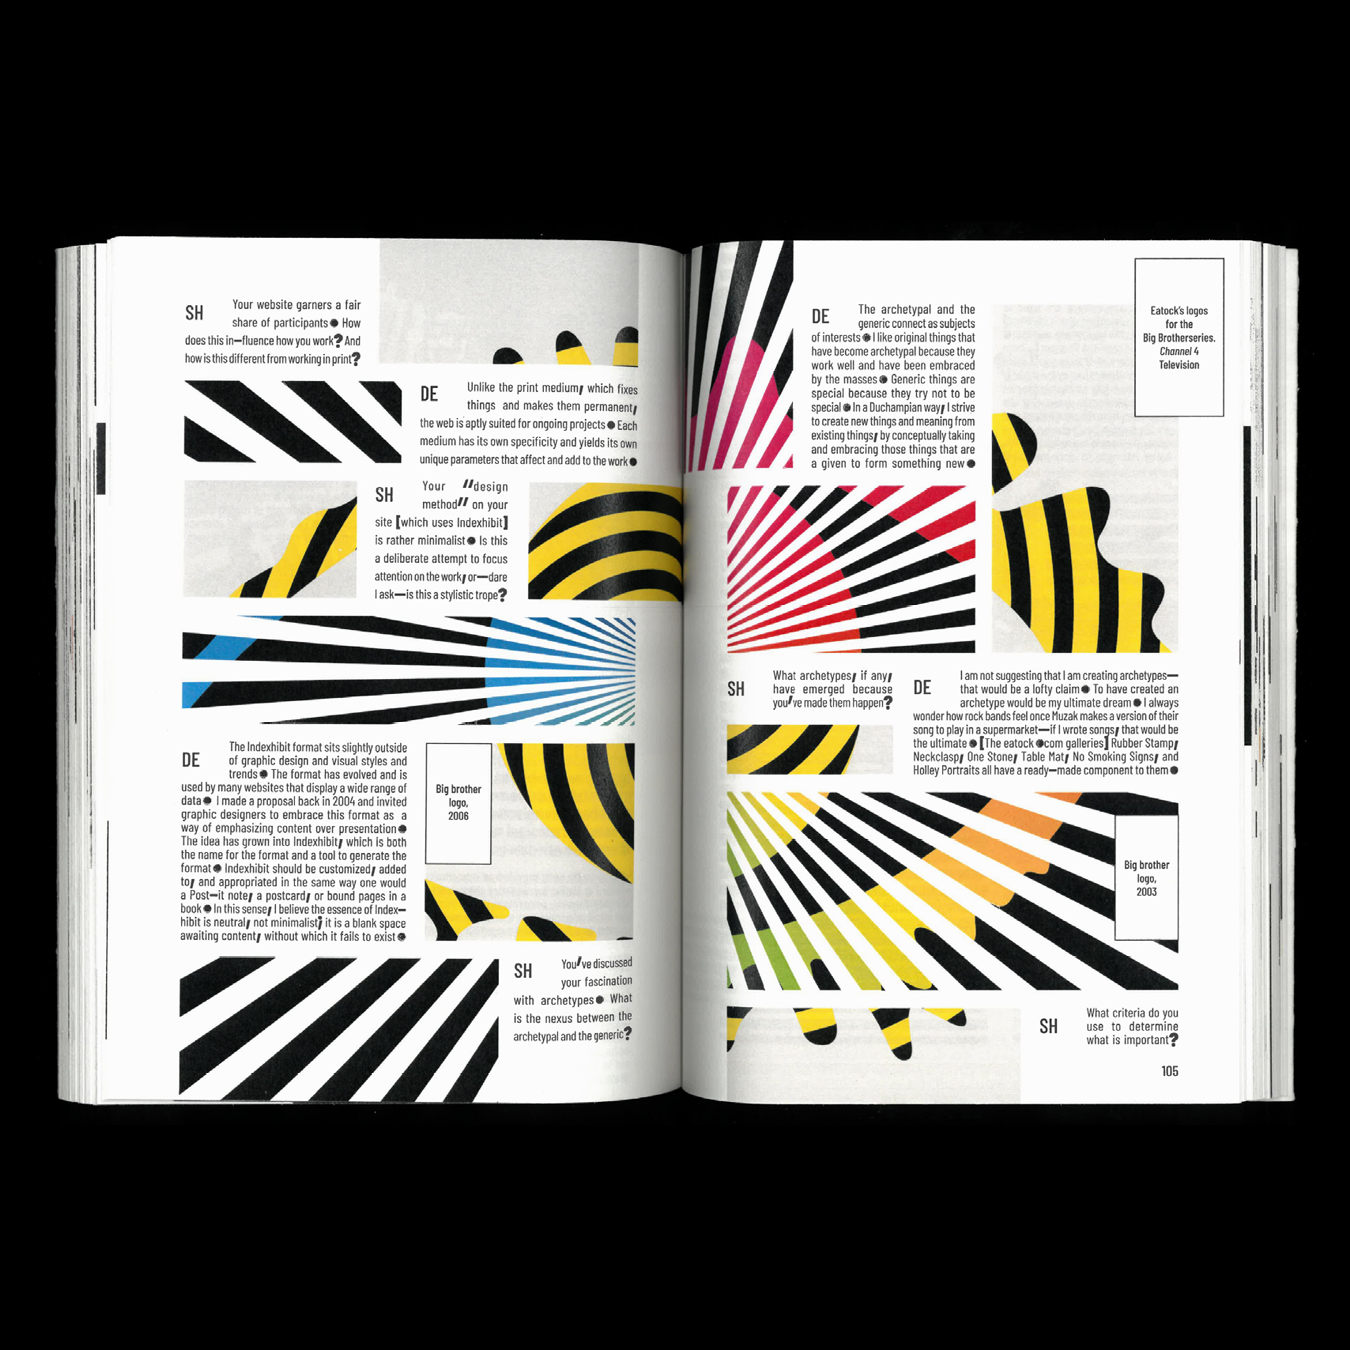 SH
Your website garners a fair
share of participants● How
does this in—fluence how you work? And
how is this different from working in print?
DE
Unlike the print medium, which fixes
things and makes them permanent,
the web is aptly suited for ongoing projects● Each
medium has its own specificity and yields its own
unique parameters that affect and add to the work●
SH
Your "design
method" on your
site [which uses Indexhibit]
is rather minimalist● Is this
a deliberate attempt to focus
attention on the work, or—dare
I ask—is this a stylistic trope?
DE
The Indexhibit format sits slightly outside
of graphic design and visual styles and
trends● The format has evolved and is
used by many websites that display a wide range of
data● I made a proposal back in 2004 and invited
graphic designers to embrace this format as a
way of emphasizing content over presentation●
The idea has grown into Indexhibit, which is both
the name for the format and a tool to generate the
format● Indexhibit should be customized, added
to, and appropriated in the same way one would
a Post—it note, a postcard, or bound pages in a
book● In this sense, I believe the essence of Index—
hibit is neutral, not minimalist; it is a blank space
awaiting content, without which it fails to exist●
Big brother
logo,
2006
SH
You've discussed
your fascination
with archetypes● What
is the nexus between the
archetypal and the generic?
DE
The archetypal and the
generic connect as subjects
of interests● I like original things that
have become archetypal because they
work well and have been embraced
by the masses● Generic things are
special because they try not to be
special● In a Duchampian way, I strive
to create new things and meaning from
existing things, by conceptually taking
and embracing those things that are
a given to form something new●
Eatock's logos
for the
Big Brotherseries.
Channel 4
Television
SH
What archetypes, if any,
have emerged because
you've made them happen?
DE
I am not suggesting that I am creating archetypes—
that would be a lofty claim● To have created an
archetype would be my ultimate dream● I always
wonder how rock bands feel once Muzak makes a version of their
song to play in a supermarket—if I wrote songs, that would be
the ultimate● [The eatock●com galleries] Rubber Stamp,
Neckclasp, One Stone, Table Mat, No Smoking Signs, and
Holley Portraits all have a ready—made component to them●
Big brother
logo,
2003
SH
What criteria do you
use to determine
what is important?
105